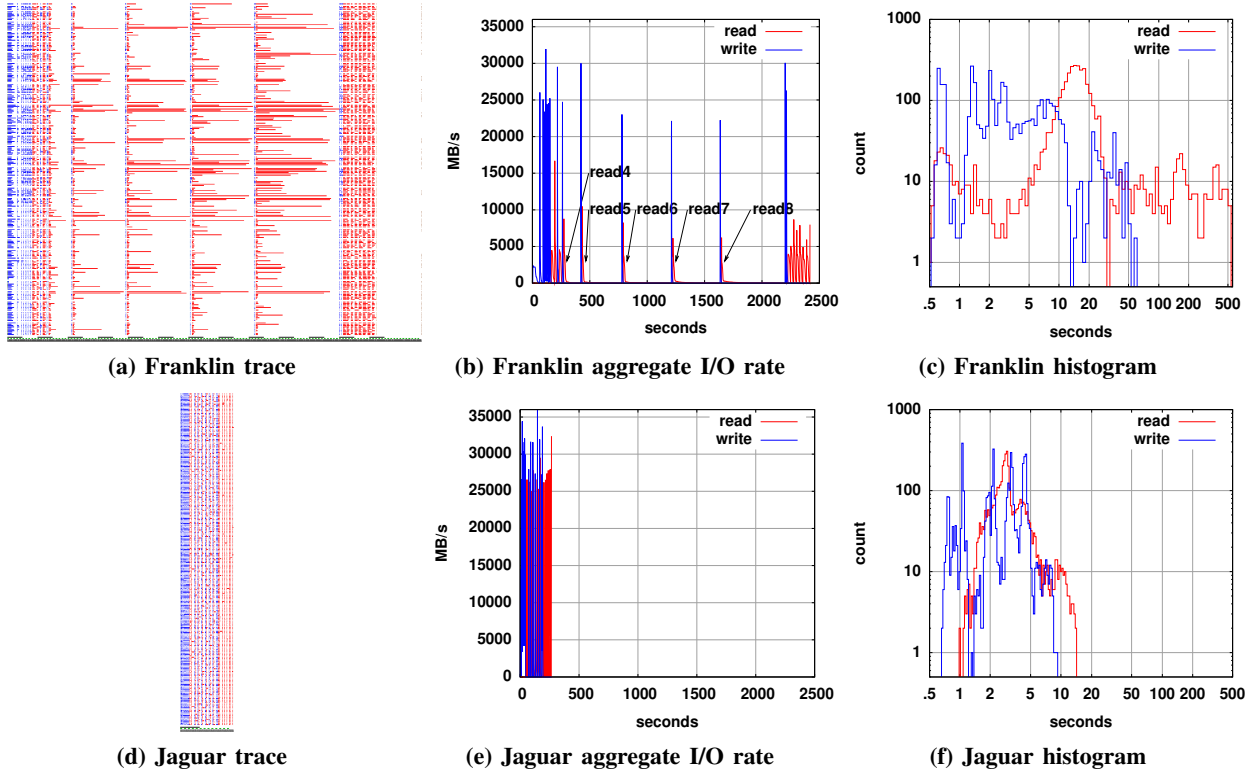 35000
30000
25000
20000
15000
10000
5000
0
MB/s
read
write
read4
read5
read6
read7
read8
0 500 1000 1500 2000 2500
seconds
1000
100
10
1
count
read
write
.5 1 2 5 10 20 50 100 200 500
seconds
(a) Franklin trace
(b) Franklin aggregate I/O rate
(c) Franklin histogram
35000
30000
25000
20000
15000
10000
5000
0
MB/s
read
write
0 500 1000 1500 2000 2500
seconds
1000
100
10
1
count
read
write
.5 1 2 5 10 20 50 100 200 500
seconds
(d) Jaguar trace
(e) Jaguar aggregate I/O rate
(f) Jaguar histogram